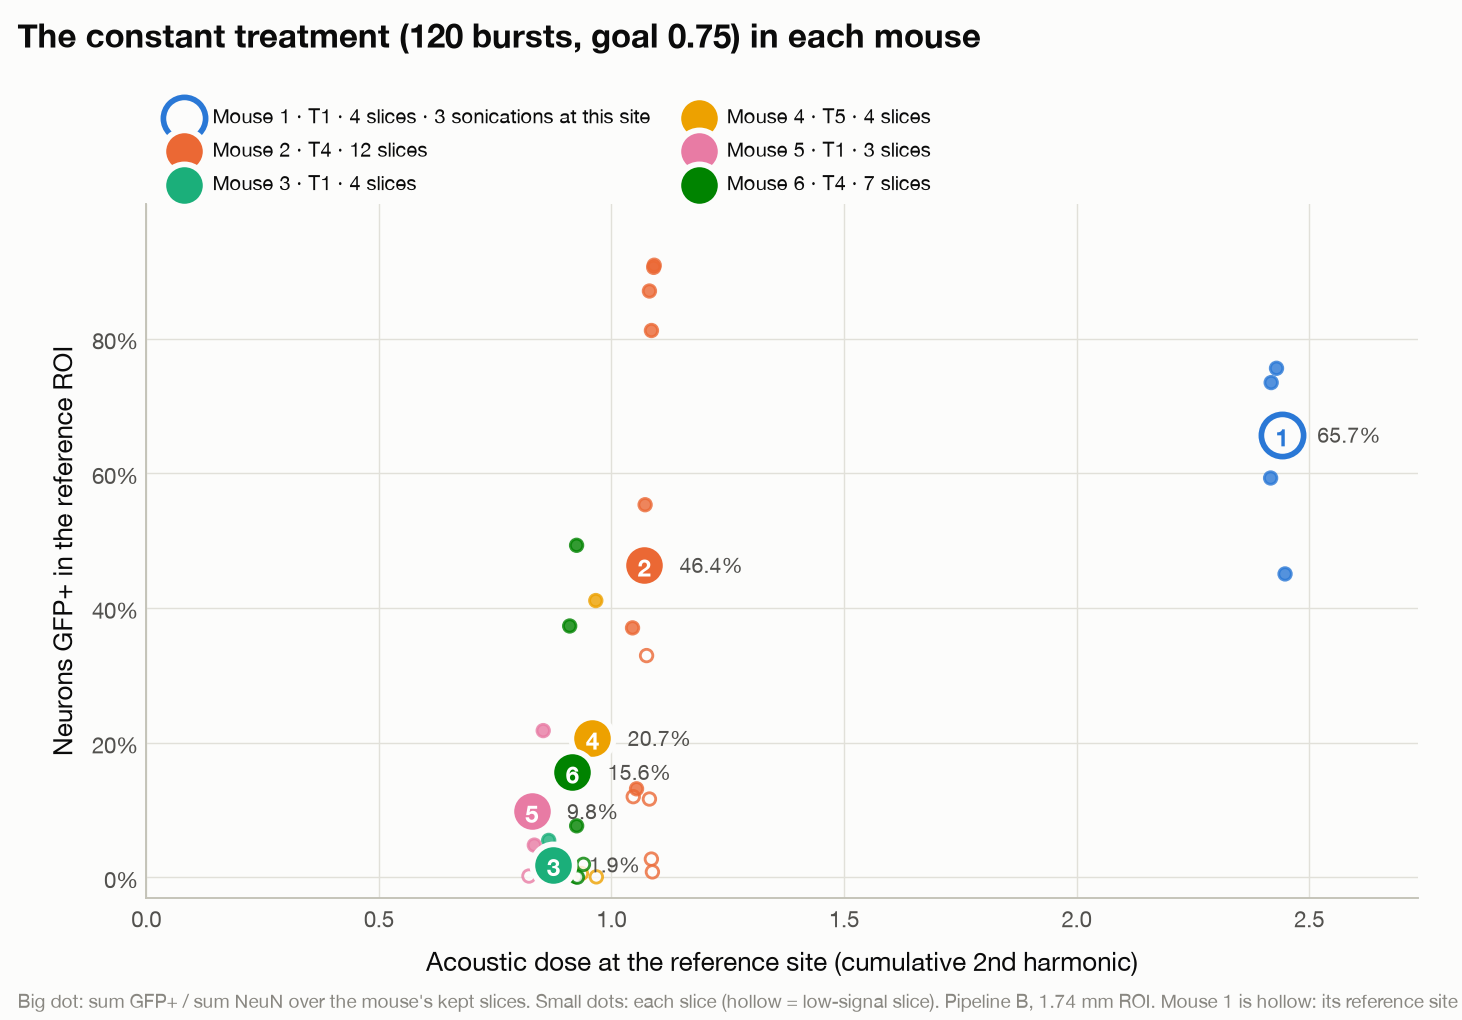 The constant treatment (120 bursts, goal 0.75) in each mouse
Mouse 1 · T1 · 4 slices · 3 sonications at this site
Mouse 4 · T5 · 4 slices
Mouse 2 · T4 · 12 slices
Mouse 5 · T1 · 3 slices
Mouse 3 · T1 · 4 slices
Mouse 6 · T4 · 7 slices
Neurons GFP+ in the reference ROI
80%
60%
40%
20%
0%
1
65.7%
2
46.4%
4
20.7%
6
15.6%
5
9.8%
3
1.9%
0.0
0.5
1.0
1.5
2.0
2.5
Acoustic dose at the reference site (cumulative 2nd harmonic)
Big dot: sum GFP+ / sum NeuN over the mouse's kept slices. Small dots: each slice (hollow = low-signal slice). Pipeline B, 1.74 mm ROI. Mouse 1 is hollow: its reference site